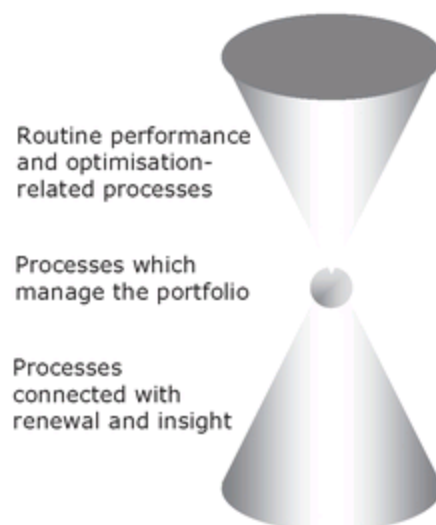 Routine performance
and optimisation-
related processes
Processes which
manage the portfolio
Processes
connected with
renewal and insight